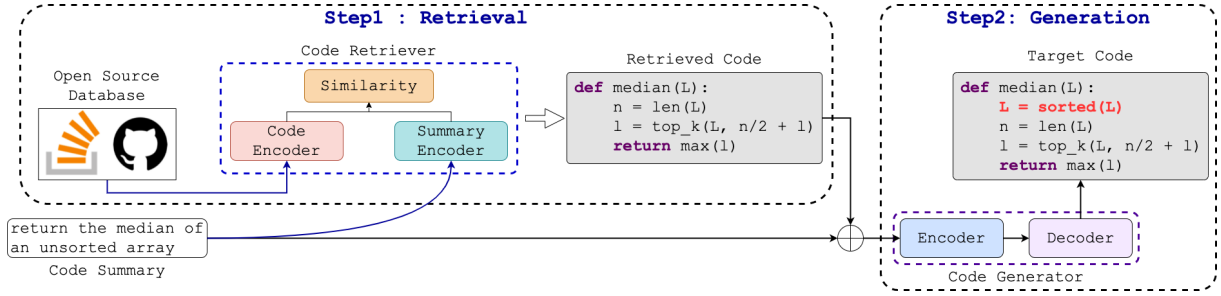 Step1 : Retrieval
Code Retriever
Open Source
Database
Similarity
Code
Encoder
Summary
Encoder
Retrieved Code
def median(L):
n = len(L)
l = top_k(L, n/2 + l)
return max(l)
return the median of
an unsorted array
Code Summary
Step2: Generation
Target Code
def median(L):
L = sorted(L)
n = len(L)
l = top_k(L, n/2 + l)
return max(l)
Encoder
Decoder
Code Generator